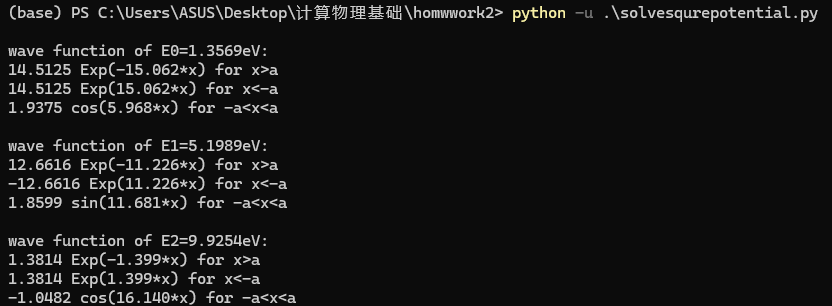 (base) PS C:\Users\ASUS\Desktop\计算物理基础\homwwork2> python -u .\solvesqurepotential.py
wave function of E0=1.3569eV:
14.5125 Exp(-15.062*x) for x>a
14.5125 Exp(15.062*x) for x<-a
1.9375 cos(5.968*x) for -a<x<a
wave function of E1=5.1989eV:
12.6616 Exp(-11.226*x) for x>a
-12.6616 Exp(11.226*x) for x<-a
1.8599 sin(11.681*x) for -a<x<a
wave function of E2=9.9254eV:
1.3814 Exp(-1.399*x) for x>a
1.3814 Exp(1.399*x) for x<-a
-1.0482 cos(16.140*x) for -a<x<a